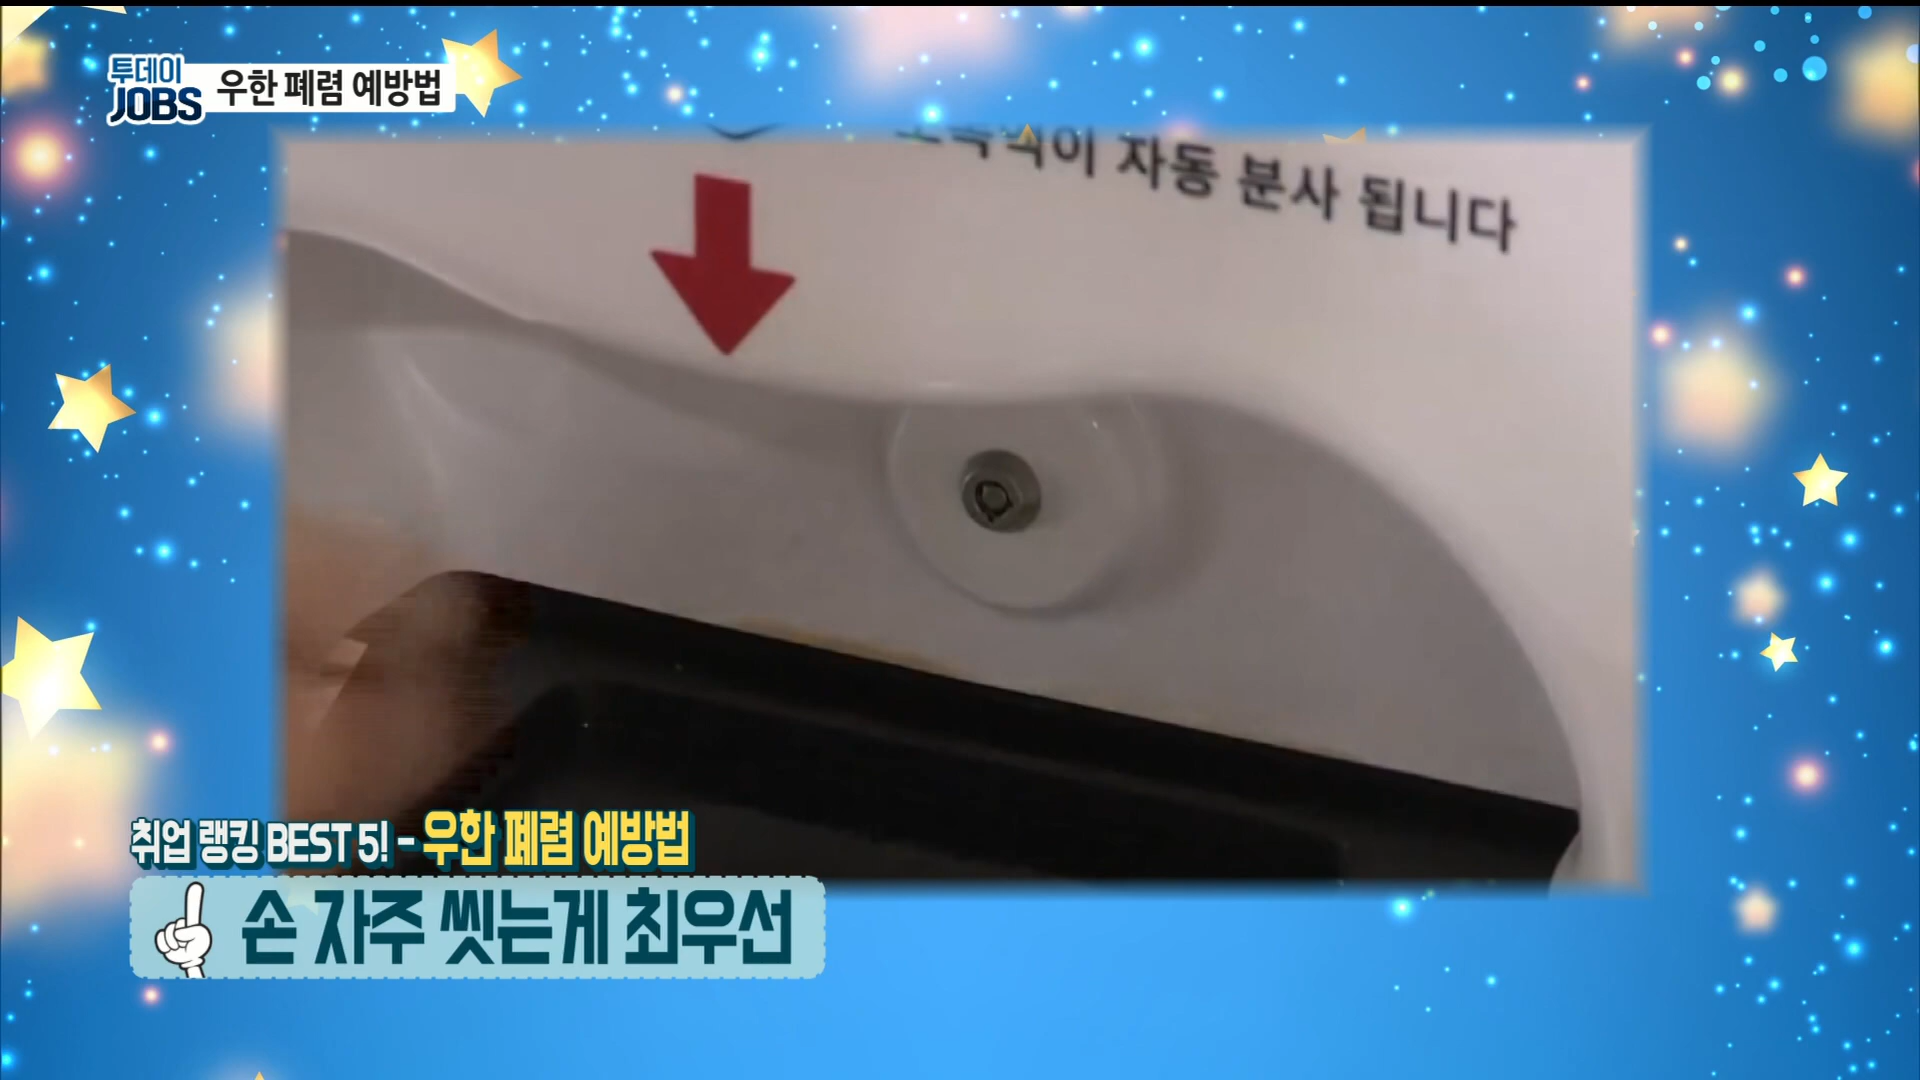 투데이
JOBS
우한 폐렴 예방법
자동 분사 됩니다
취업 랭킹 BEST 5! - 우한 폐렴 예방법
손 자주 씻는게 최우선